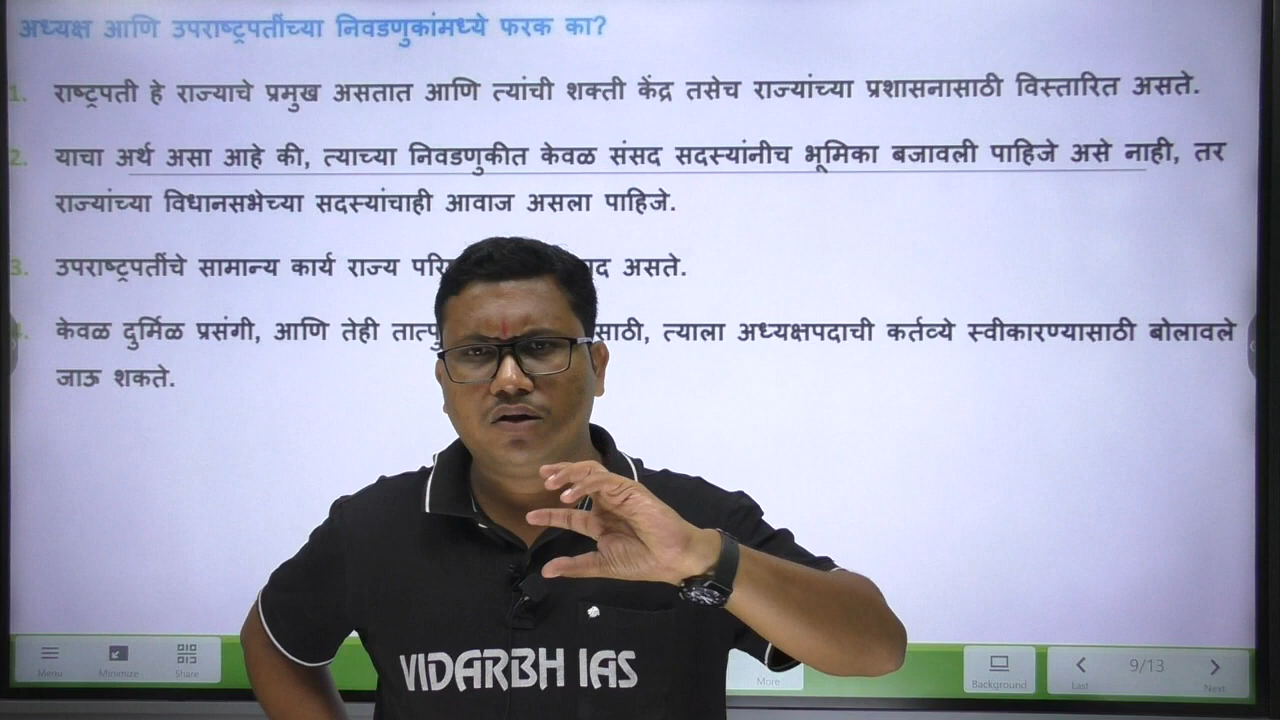 अध्यक्ष आणि उपराष्ट्रपतींच्या निवडणुकांमध्ये फरक का?
1. राष्ट्रपती हे राज्याचे प्रमुख असतात आणि त्यांची शक्ती केंद्र तसेच राज्यांच्या प्रशासनासाठी विस्तारित असते.
2. याचा अर्थ असा आहे की, त्याच्या निवडणुकीत केवळ संसद सदस्यांनीच भूमिका बजावली पाहिजे असे नाही, तर
राज्यांच्या विधानसभेच्या सदस्यांचाही आवाज असला पाहिजे.
3. उपराष्ट्रपतींचे सामान्य कार्य राज्य असते.
केवळ दुर्मिळ प्रसंगी, आणि तेही त्याला अध्यक्षपदाची कर्तव्ये स्वीकारण्यासाठी बोलावले
जाऊ शकते.
VIDARBH IAS
Menu Minimize Share More Background Last 9/13 Next